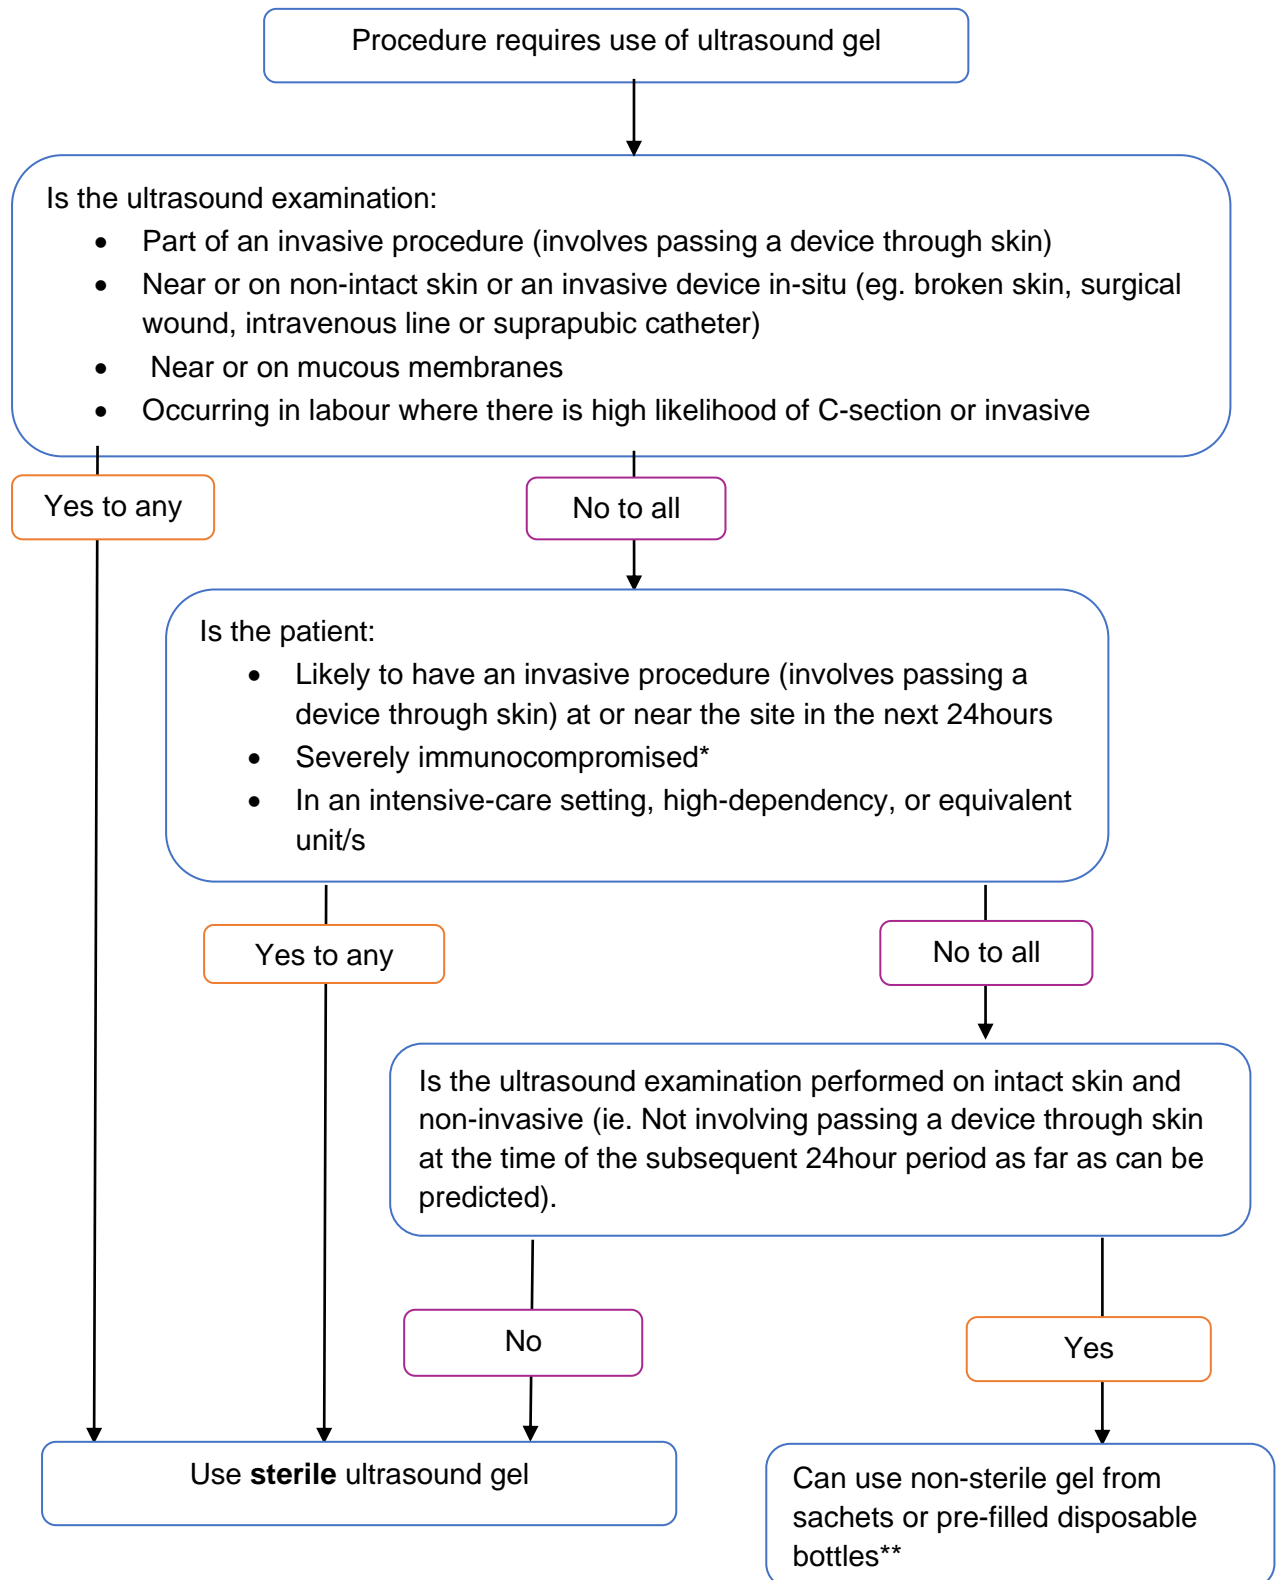 Procedure requires use of ultrasound gel
Is the ultrasound examination:
• Part of an invasive procedure (involves passing a device through skin)
• Near or on non-intact skin or an invasive device in-situ (eg. broken skin, surgical
wound, intravenous line or suprapubic catheter)
• Near or on mucous membranes
• Occurring in labour where there is high likelihood of C-section or invasive
Yes to any
No to all
Is the patient:
• Likely to have an invasive procedure (involves passing a
device through skin) at or near the site in the next 24hours
• Severely immunocompromised*
• In an intensive-care setting, high-dependency, or equivalent
unit/s
Yes to any
No to all
Is the ultrasound examination performed on intact skin and
non-invasive (ie. Not involving passing a device through skin
at the time of the subsequent 24hour period as far as can be
predicted).
No
Yes
Use sterile ultrasound gel
Can use non-sterile gel from
sachets or pre-filled disposable
bottles**